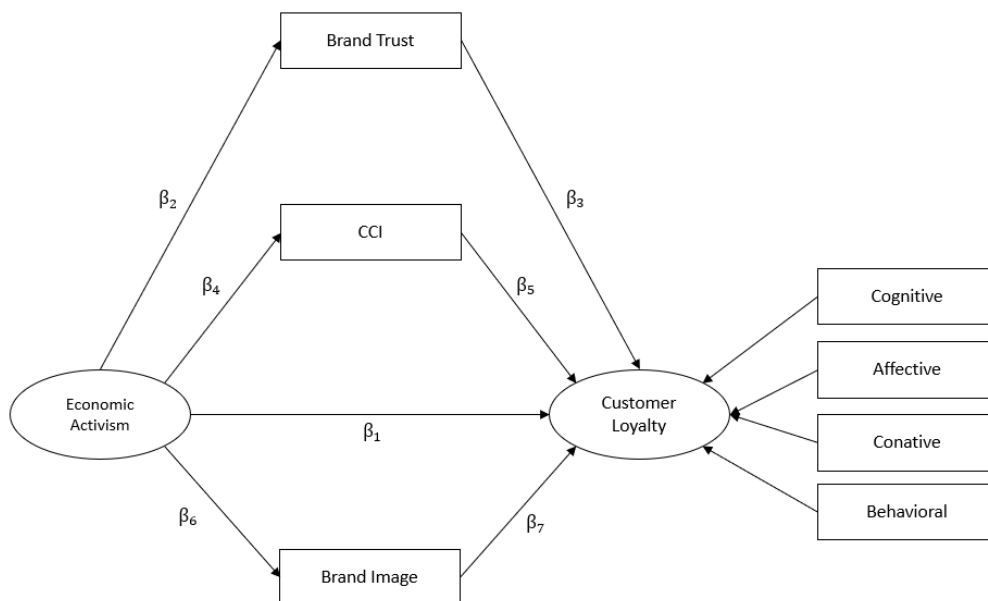 Brand Trust
β₂
β₃
CCI
β₄
β₅
Cognitive
Affective
Economic
Activism
Customer
Loyalty
β₁
Conative
Behavioral
β₆
β₇
Brand Image